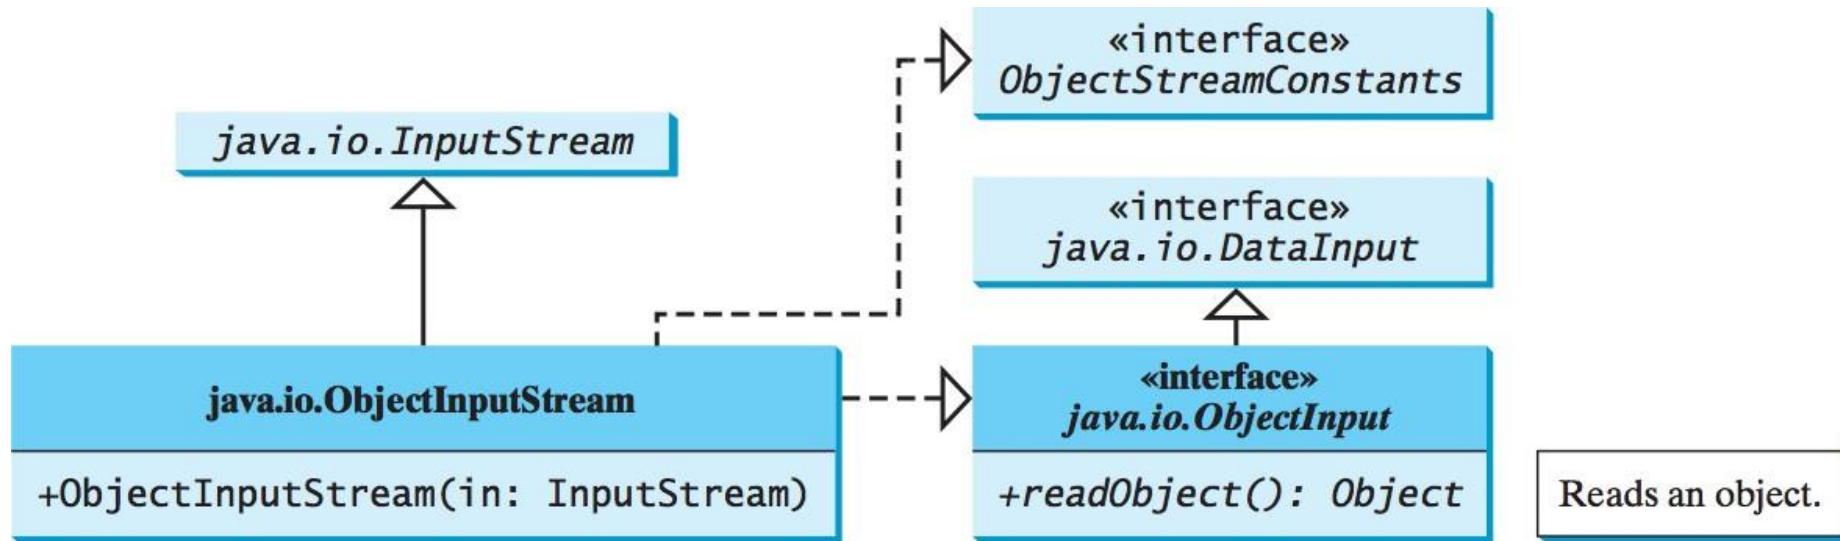 «interface»
ObjectStreamConstants
java.io.InputStream
«interface»
java.io.DataInput
java.io.ObjectInputStream
«interface»
java.io.ObjectInput
+ObjectInputStream(in: InputStream)
+readObject(): Object
Reads an object.